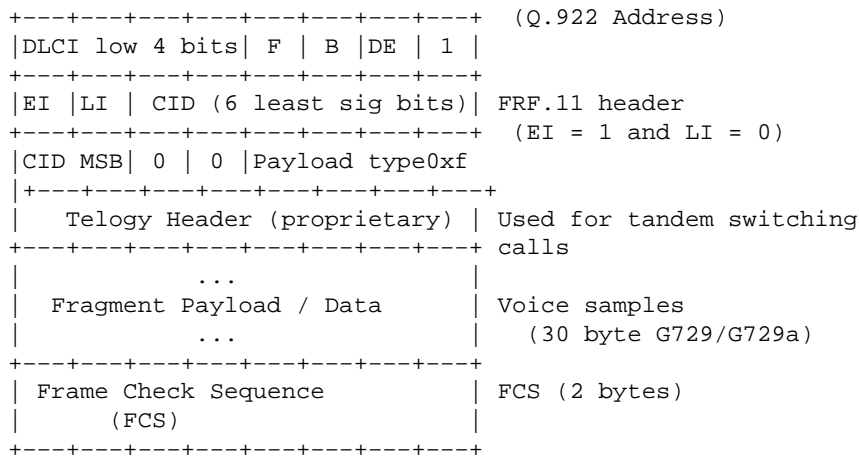 +---+---+---+---+---+---+---+---+  (Q.922 Address)
|DLCI low 4 bits| F | B |DE | 1 |
+---+---+---+---+---+---+---+---+
|EI |LI | CID (6 least sig bits)| FRF.11 header
+---+---+---+---+---+---+---+---+  (EI = 1 and LI = 0)
|CID MSB| 0 | 0 |Payload type0xf
|+---+---+---+---+---+---+---+---+
|   Telogy Header (proprietary) | Used for tandem switching
+---+---+---+---+---+---+---+---+ calls
|            ...                |
|  Fragment Payload / Data      | Voice samples
|            ...                |   (30 byte G729/G729a)
+---+---+---+---+---+---+---+---+
| Frame Check Sequence          | FCS (2 bytes)
|      (FCS)                    |
+---+---+---+---+---+---+---+---+